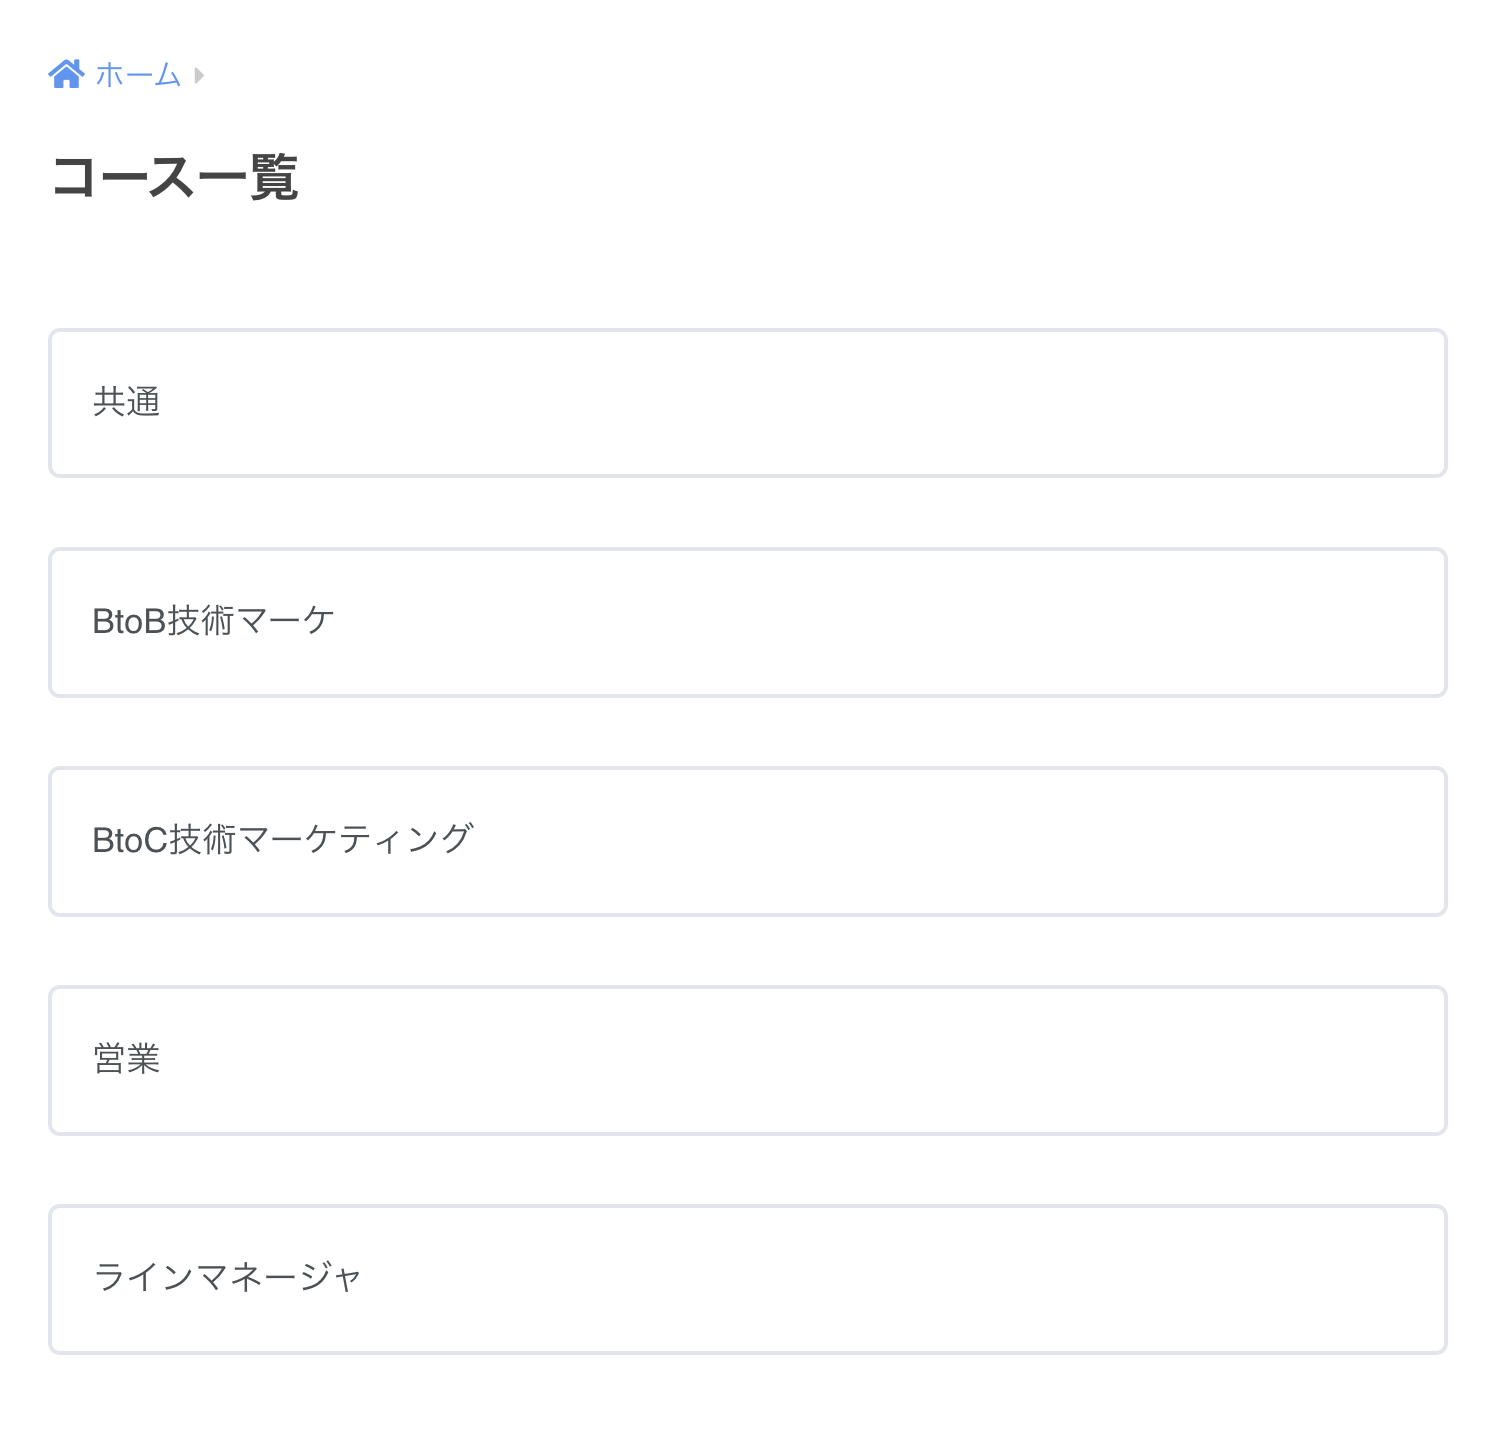 ホーム
コース一覧
共通
BtoB技術マーケ
BtoC技術マーケティング
営業
ラインマネージャ